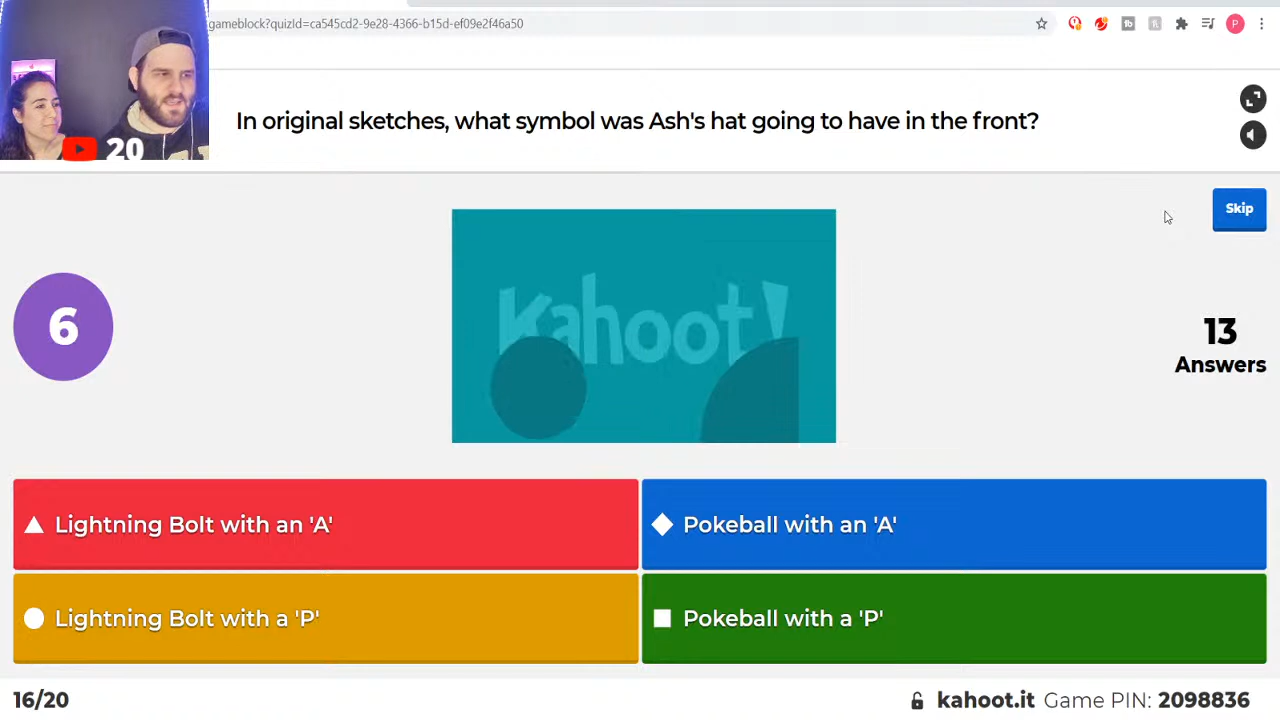 gameblock?quizId=ca545cd2-9e28-4366-b15d-ef09e2f46a50
P
20
In original sketches, what symbol was Ash's hat going to have in the front?
Skip
6
Kahoot!
13
Answers
Lightning Bolt with an 'A'
Pokeball with an 'A'
Lightning Bolt with a 'P'
Pokeball with a 'P'
16/20
kahoot.it Game PIN: 2098836